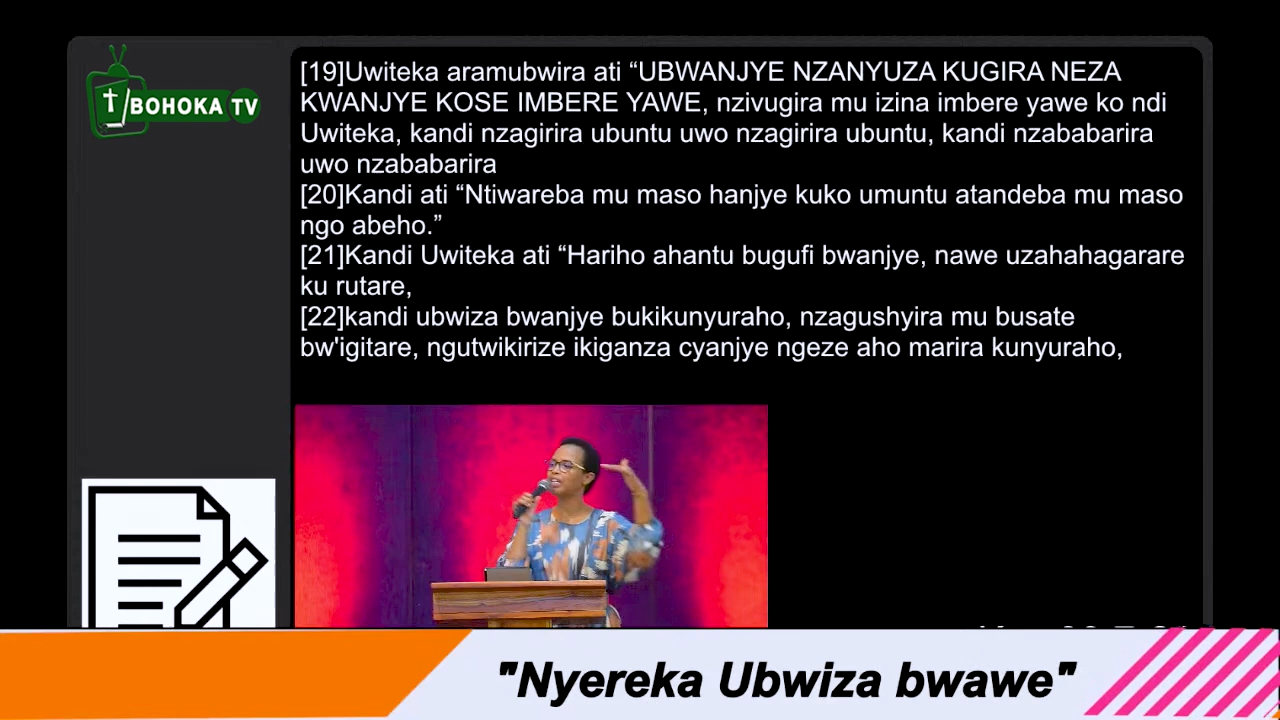 BOHOKA TV
[19]Uwiteka aramubwira ati “UBWANJYE NZANYUZA KUGIRA NEZA
KWANJYE KOSE IMBERE YAWE, nzivugira mu izina imbere yawe ko ndi
Uwiteka, kandi nzagirira ubuntu uwo nzagirira ubuntu, kandi nzababarira
uwo nzababarira
[20]Kandi ati “Ntiwareba mu maso hanjye kuko umuntu atandeba mu maso
ngo abeho.”
[21]Kandi Uwiteka ati “Hariho ahantu bugufi bwanjye, nawe uzahahagarare
ku rutare,
[22]kandi ubwiza bwanjye bukikunyuraho, nzagushyira mu busate
bw'igitare, ngutwikirize ikiganza cyanjye ngeze aho marira kunyuraho,
"Nyereka Ubwiza bwawe"